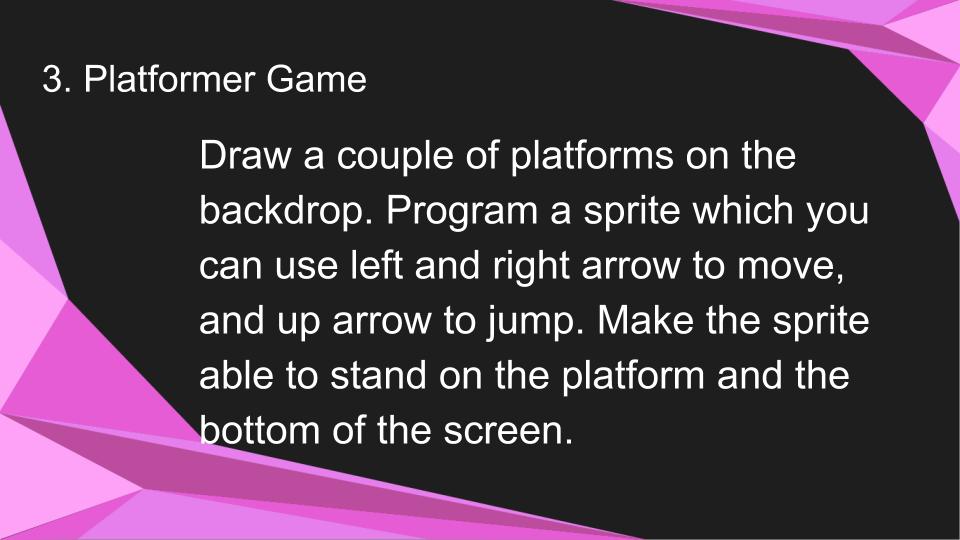 3. Platformer Game
Draw a couple of platforms on the
backdrop. Program a sprite which you
can use left and right arrow to move,
and up arrow to jump. Make the sprite
able to stand on the platform and the
bottom of the screen.